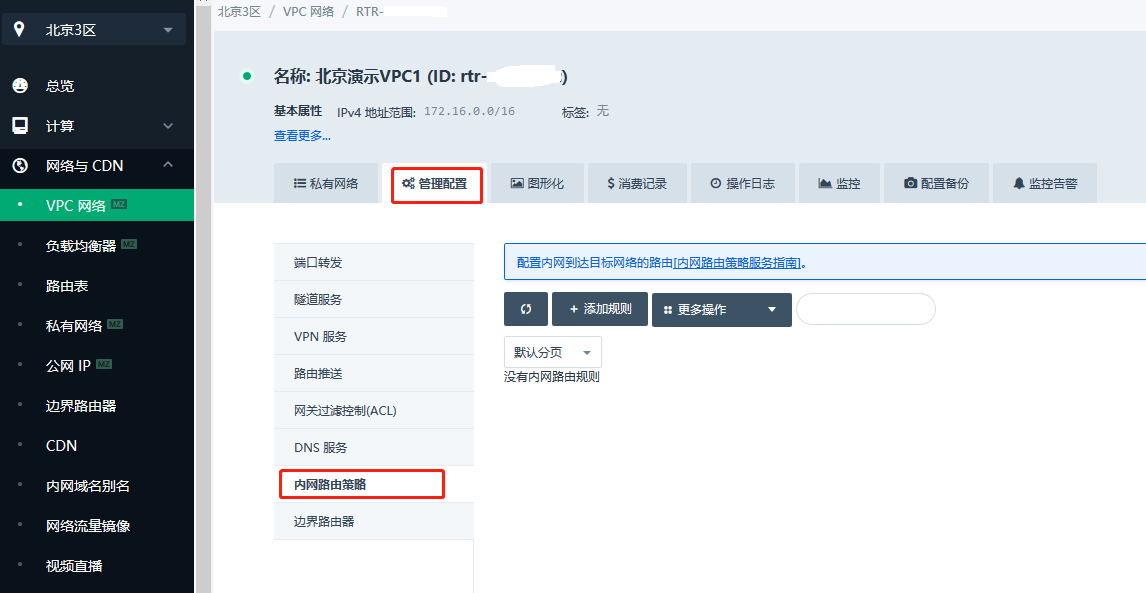 北京3区
总览
计算
网络与 CDN
VPC 网络 MZ
负载均衡器 MZ
路由表
私有网络 MZ
公网 IP MZ
边界路由器
CDN
内网域名别名
网络流量镜像
视频直播
北京3区 / VPC 网络 / RTR-
名称: 北京演示VPC1 (ID: rtr- )
基本属性 IPv4 地址范围: 172.16.0.0/16 标签: 无
查看更多...
私有网络 管理配置 图形化 $ 消费记录 操作日志 监控 配置备份 监控告警
端口转发
隧道服务
VPN 服务
路由推送
网关过滤控制(ACL)
DNS 服务
内网路由策略
边界路由器
配置内网到达目标网络的路由[内网路由策略服务指南]。
+ 添加规则 更多操作
默认分页
没有内网路由规则